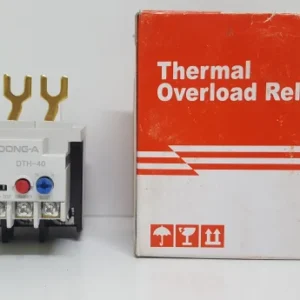 DONG-A
DTH-40
Thermal
Overload Rel